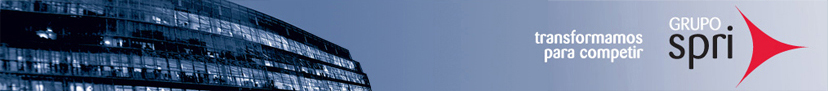 transformamos
para competir
GRUPO
spri